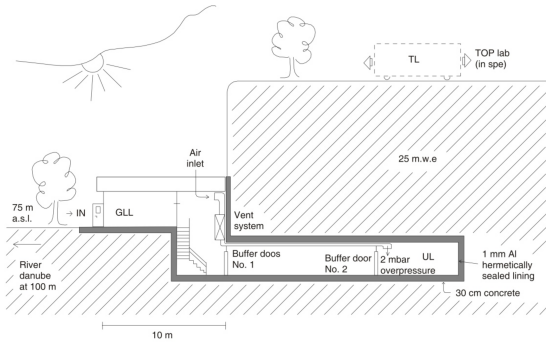 TL
TOP lab
(in spe)
25 m.w.e
Air
inlet
75 m
a.s.l.
IN
GLL
Vent
system
River
danube
at 100 m
Buffer doos
No. 1
Buffer door
No. 2
2 mbar
overpressure
UL
1 mm Al
hermetically
sealed lining
30 cm concrete
10 m